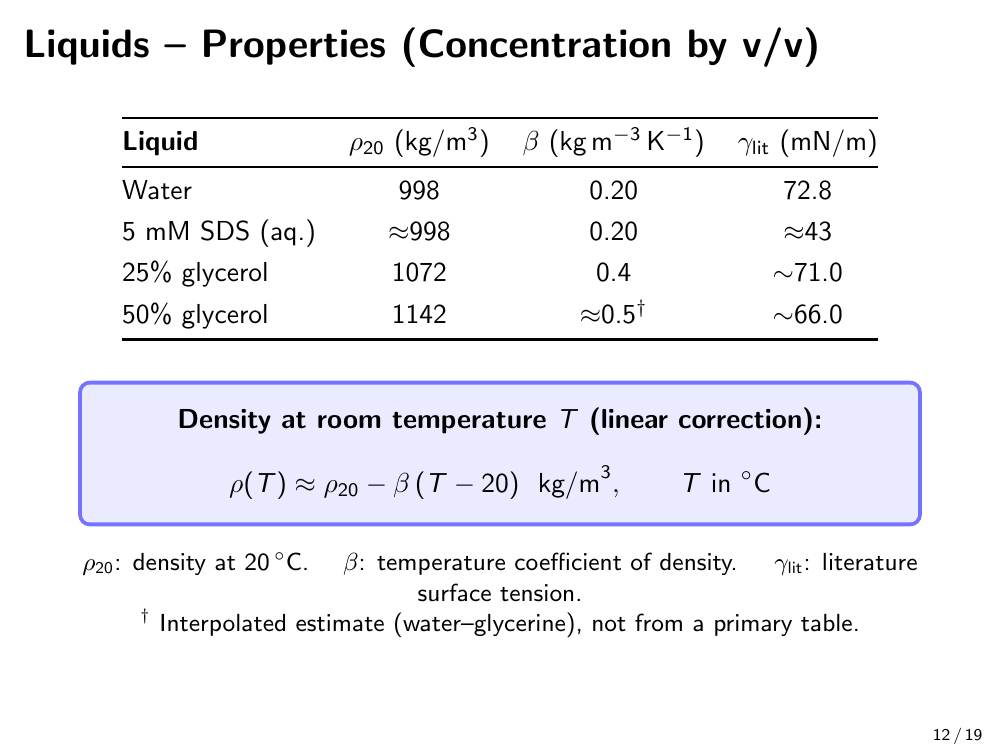 Liquids – Properties (Concentration by v/v)
Liquid ρ₂₀ (kg/m³) β (kg m⁻³ K⁻¹) γ_lit (mN/m)
Water 998 0.20 72.8
5 mM SDS (aq.) ≈998 0.20 ≈43
25% glycerol 1072 0.4 ∼71.0
50% glycerol 1142 ≈0.5† ∼66.0
Density at room temperature T (linear correction):
ρ(T) ≈ ρ₂₀ − β (T − 20) kg/m³, T in °C
ρ₂₀: density at 20 °C. β: temperature coefficient of density. γ_lit: literature
surface tension.
† Interpolated estimate (water–glycerine), not from a primary table.
12 / 19